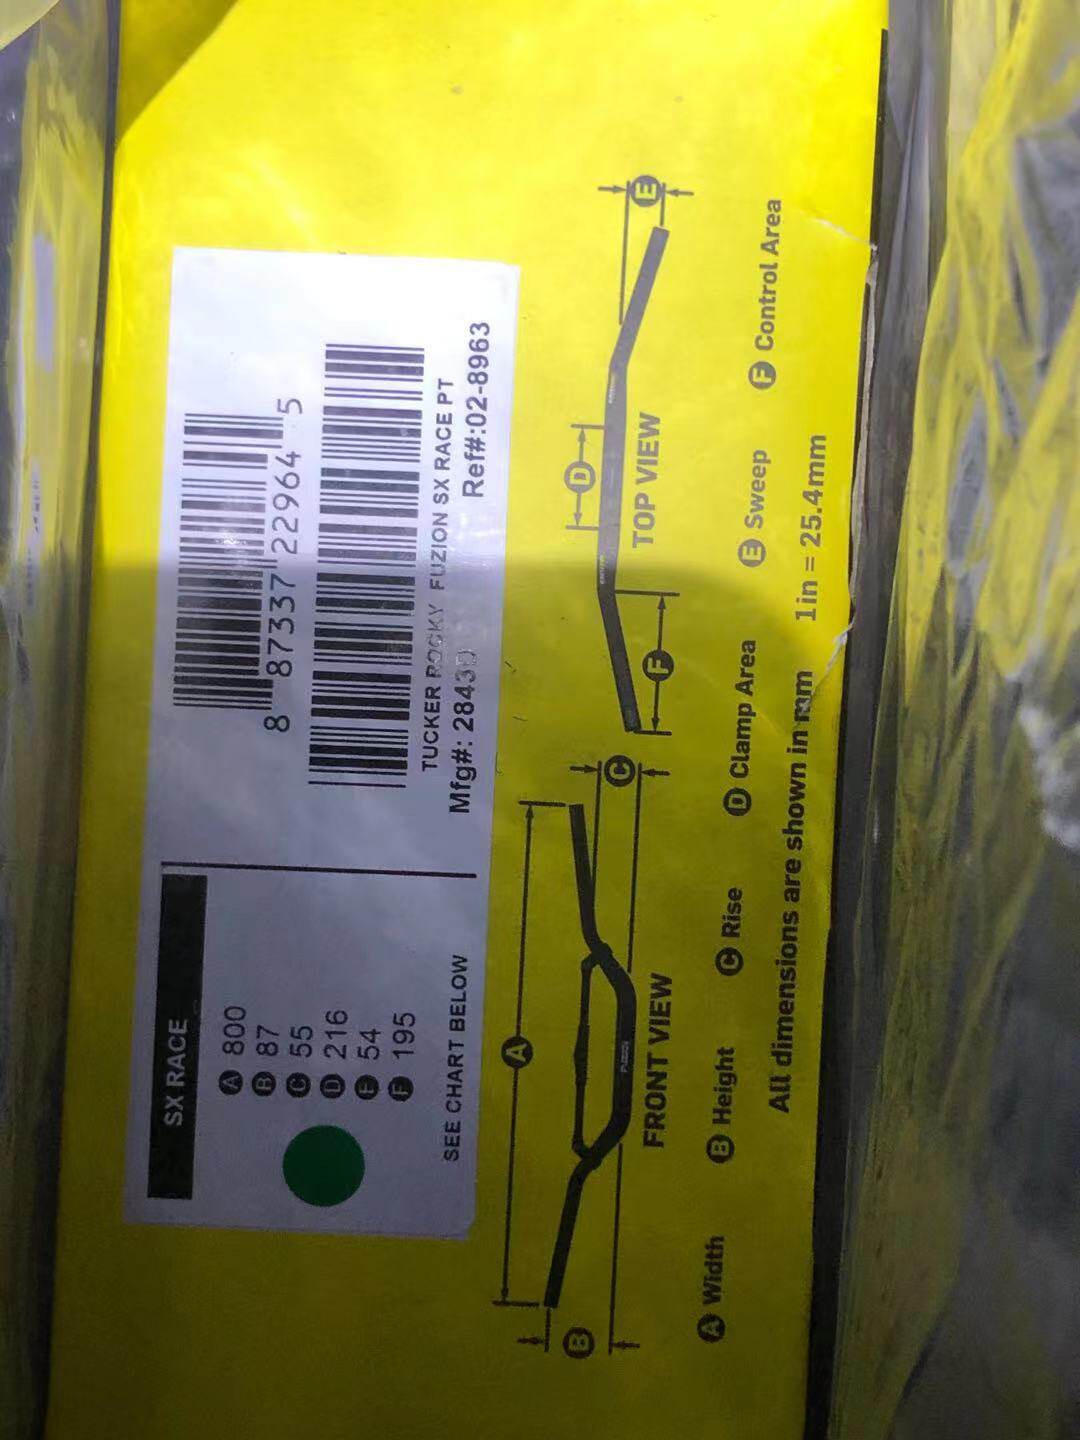 SX RACE
A 800
B 87
C 55
D 216
E 54
F 195
SEE CHART BELOW
8 87337 22964 5
TUCKER ROCKY FUZION SX RACE PT
Mfg#: 2843D Ref#:02-8963
A
B
C
FUZION
FRONT VIEW
D
E
F
TOP VIEW
A Width B Height C Rise D Clamp Area E Sweep F Control Area
All dimensions are shown in mm 1in = 25.4mm